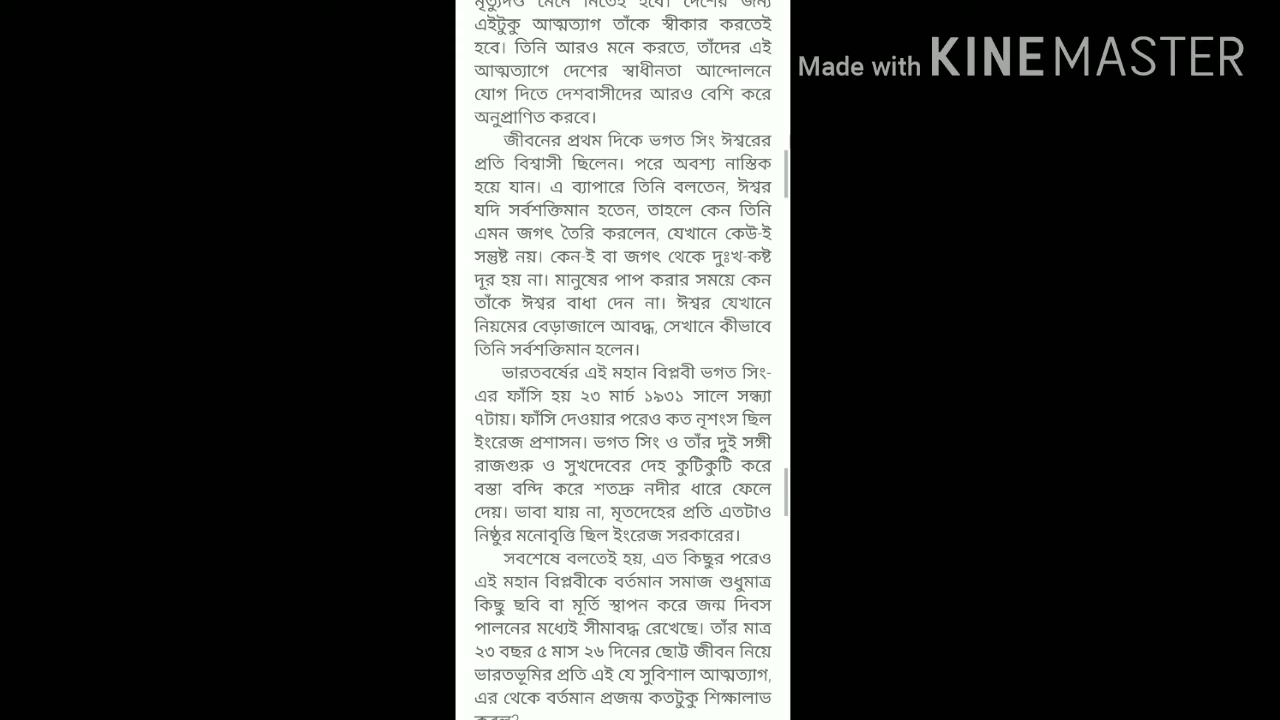 মৃত্যুদণ্ড মেনে নিতেই হবে। দেশের জন্য
এইটুকু আত্মত্যাগ তাঁকে স্বীকার করতেই
হবে। তিনি আরও মনে করতে, তাঁদের এই
আত্মত্যাগে দেশের স্বাধীনতা আন্দোলনে
যোগ দিতে দেশবাসীদের আরও বেশি করে
অনুপ্রাণিত করবে।
জীবনের প্রথম দিকে ভগত সিং ঈশ্বরের
প্রতি বিশ্বাসী ছিলেন। পরে অবশ্য নাস্তিক
হয়ে যান। এ ব্যাপারে তিনি বলতেন, ঈশ্বর
যদি সর্বশক্তিমান হতেন, তাহলে কেন তিনি
এমন জগৎ তৈরি করলেন, যেখানে কেউ-ই
সন্তুষ্ট নয়। কেন-ই বা জগৎ থেকে দুঃখ-কষ্ট
দূর হয় না। মানুষের পাপ করার সময়ে কেন
তাঁকে ঈশ্বর বাধা দেন না। ঈশ্বর যেখানে
নিয়মের বেড়াজালে আবদ্ধ, সেখানে কীভাবে
তিনি সর্বশক্তিমান হলেন।
ভারতবর্ষের এই মহান বিপ্লবী ভগত সিং-
এর ফাঁসি হয় ২৩ মার্চ ১৯৩১ সালে সন্ধ্যা
৭টায়। ফাঁসি দেওয়ার পরেও কত নৃশংস ছিল
ইংরেজ প্রশাসন। ভগত সিং ও তাঁর দুই সঙ্গী
রাজগুরু ও সুখদেবের দেহ কুটিকুটি করে
বস্তা বন্দি করে শতদ্রু নদীর ধারে ফেলে
দেয়। ভাবা যায় না, মৃতদেহের প্রতি এতটাও
নিষ্ঠুর মনোবৃত্তি ছিল ইংরেজ সরকারের।
সবশেষে বলতেই হয়, এত কিছুর পরেও
এই মহান বিপ্লবীকে বর্তমান সমাজ শুধুমাত্র
কিছু ছবি বা মূর্তি স্থাপন করে জন্ম দিবস
পালনের মধ্যেই সীমাবদ্ধ রেখেছে। তাঁর মাত্র
২৩ বছর ৫ মাস ২৬ দিনের ছোট্ট জীবন নিয়ে
ভারতভূমির প্রতি এই যে সুবিশাল আত্মত্যাগ,
এর থেকে বর্তমান প্রজন্ম কতটুকু শিক্ষালাভ
Made with KINEMASTER